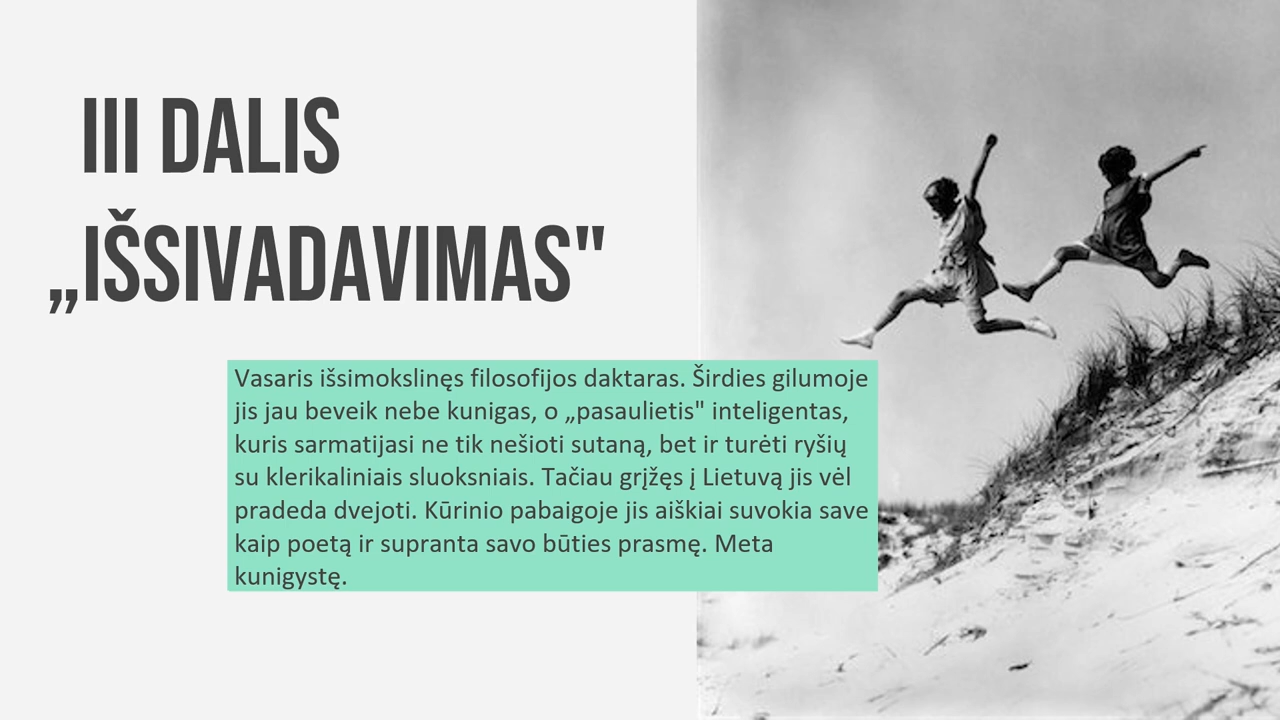 III DALIS
„IŠSIVADAVIMAS"
Vasaris išsimokslinęs filosofijos daktaras. Širdies gilumoje
jis jau beveik nebe kunigas, o „pasaulietis" inteligentas,
kuris sarmatijasi ne tik nešioti sutaną, bet ir turėti ryšių
su klerikaliniais sluoksniais. Tačiau grįžęs į Lietuvą jis vėl
pradeda dvejoti. Kūrinio pabaigoje jis aiškiai suvokia save
kaip poetą ir supranta savo būties prasmę. Meta
kunigystę.